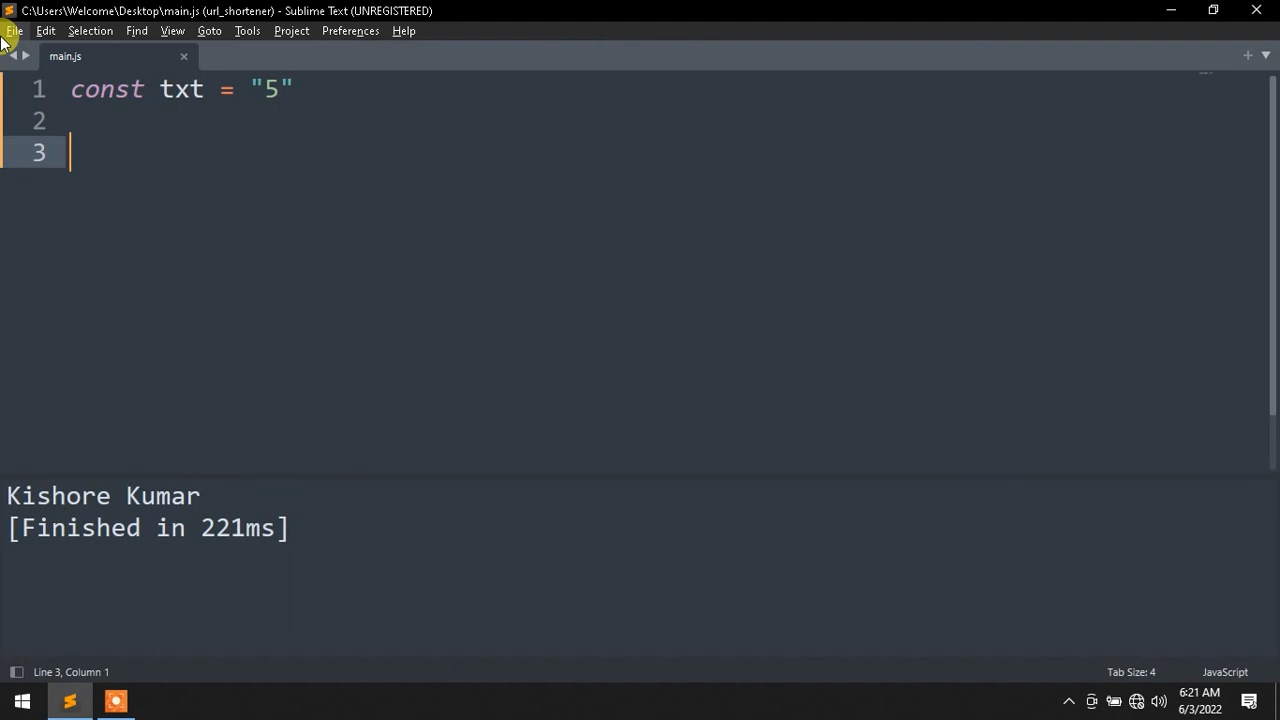 C:\Users\Welcome\Desktop\main.js (url_shortener) - Sublime Text (UNREGISTERED)
File Edit Selection Find View Goto Tools Project Preferences Help
main.js
1 const txt = "5"
2
3
Kishore Kumar
[Finished in 221ms]
Line 3, Column 1 Tab Size: 4 JavaScript
6:21 AM
6/3/2022